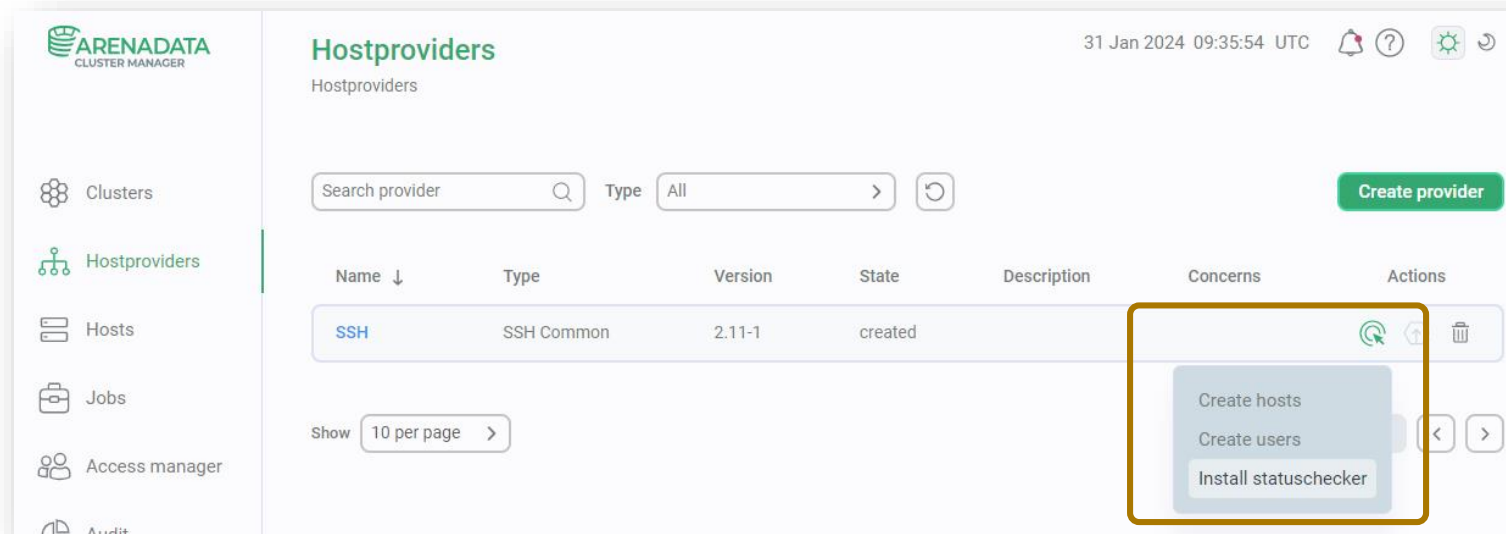 ARENADATA
CLUSTER MANAGER
Hostproviders
31 Jan 2024 09:35:54 UTC
Hostproviders
Clusters
Search provider
Type
All
Create provider
Hostproviders
Name ↓
Type
Version
State
Description
Concerns
Actions
Hosts
SSH
SSH Common
2.11-1
created
Jobs
Create hosts
Show
10 per page
Create users
Access manager
Install statuschecker
Audit